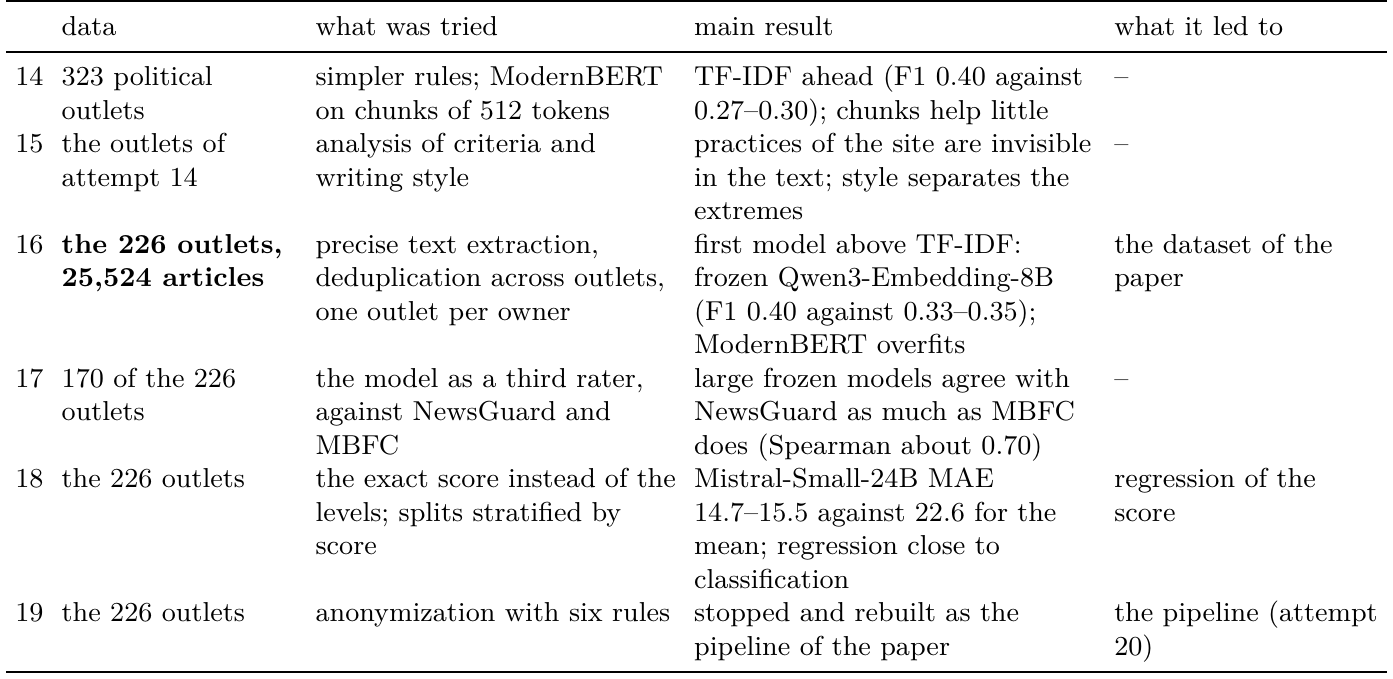 data what was tried main result what it led to
14 323 political simpler rules; ModernBERT TF-IDF ahead (F1 0.40 against –
outlets on chunks of 512 tokens 0.27–0.30); chunks help little
15 the outlets of analysis of criteria and practices of the site are invisible –
attempt 14 writing style in the text; style separates the
extremes
16 the 226 outlets, precise text extraction, first model above TF-IDF: the dataset of the
25,524 articles deduplication across outlets, frozen Qwen3-Embedding-8B paper
one outlet per owner (F1 0.40 against 0.33–0.35);
ModernBERT overfits
17 170 of the 226 the model as a third rater, large frozen models agree with –
outlets against NewsGuard and NewsGuard as much as MBFC
MBFC does (Spearman about 0.70)
18 the 226 outlets the exact score instead of the Mistral-Small-24B MAE regression of the
levels; splits stratified by 14.7–15.5 against 22.6 for the score
score mean; regression close to
classification
19 the 226 outlets anonymization with six rules stopped and rebuilt as the the pipeline (attempt
pipeline of the paper 20)